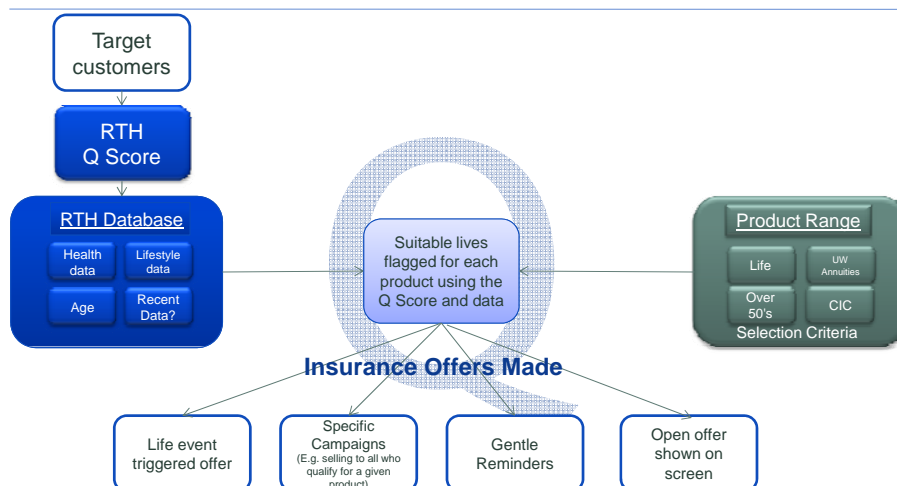 Target
customers
RTH
Q Score
RTH Database
Health
data
Lifestyle
data
Age
Recent
Data?
Suitable lives
flagged for each
product using the
Q Score and data
Product Range
Life
UW
Annuities
Over
50's
CIC
Selection Criteria
Insurance Offers Made
Life event
triggered offer
Specific
Campaigns
(E.g. selling to all who
qualify for a given
product)
Gentle
Reminders
Open offer
shown on
screen